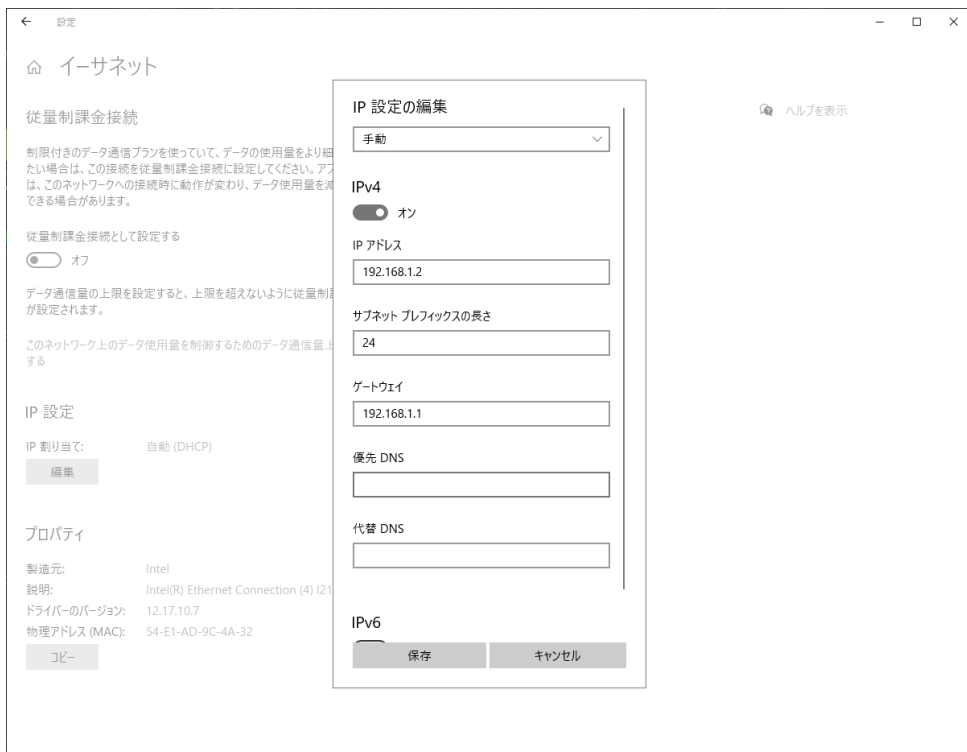 設定
イーサネット
従量制課金接続
制限付きのデータ通信プランを使っていて、データの使用量をより細
たい場合は、この接続を従量制課金接続に設定してください。アプ
は、このネットワークへの接続時に動作が変わり、データ使用量を減
できる場合があります。
従量制課金接続として設定する
オフ
データ通信量の上限を設定すると、上限を超えないように従量制
が設定されます。
このネットワーク上のデータ使用量を制御するためのデータ通信量上
する
IP 設定
IP 割り当て: 自動 (DHCP)
編集
プロパティ
製造元: Intel
説明: Intel(R) Ethernet Connection (4) I21
ドライバーのバージョン: 12.17.10.7
物理アドレス (MAC): 54-E1-AD-9C-4A-32
コピー
IP 設定の編集
手動
IPv4
オン
IP アドレス
192.168.1.2
サブネット プレフィックスの長さ
24
ゲートウェイ
192.168.1.1
優先 DNS
代替 DNS
IPv6
保存 キャンセル
ヘルプを表示